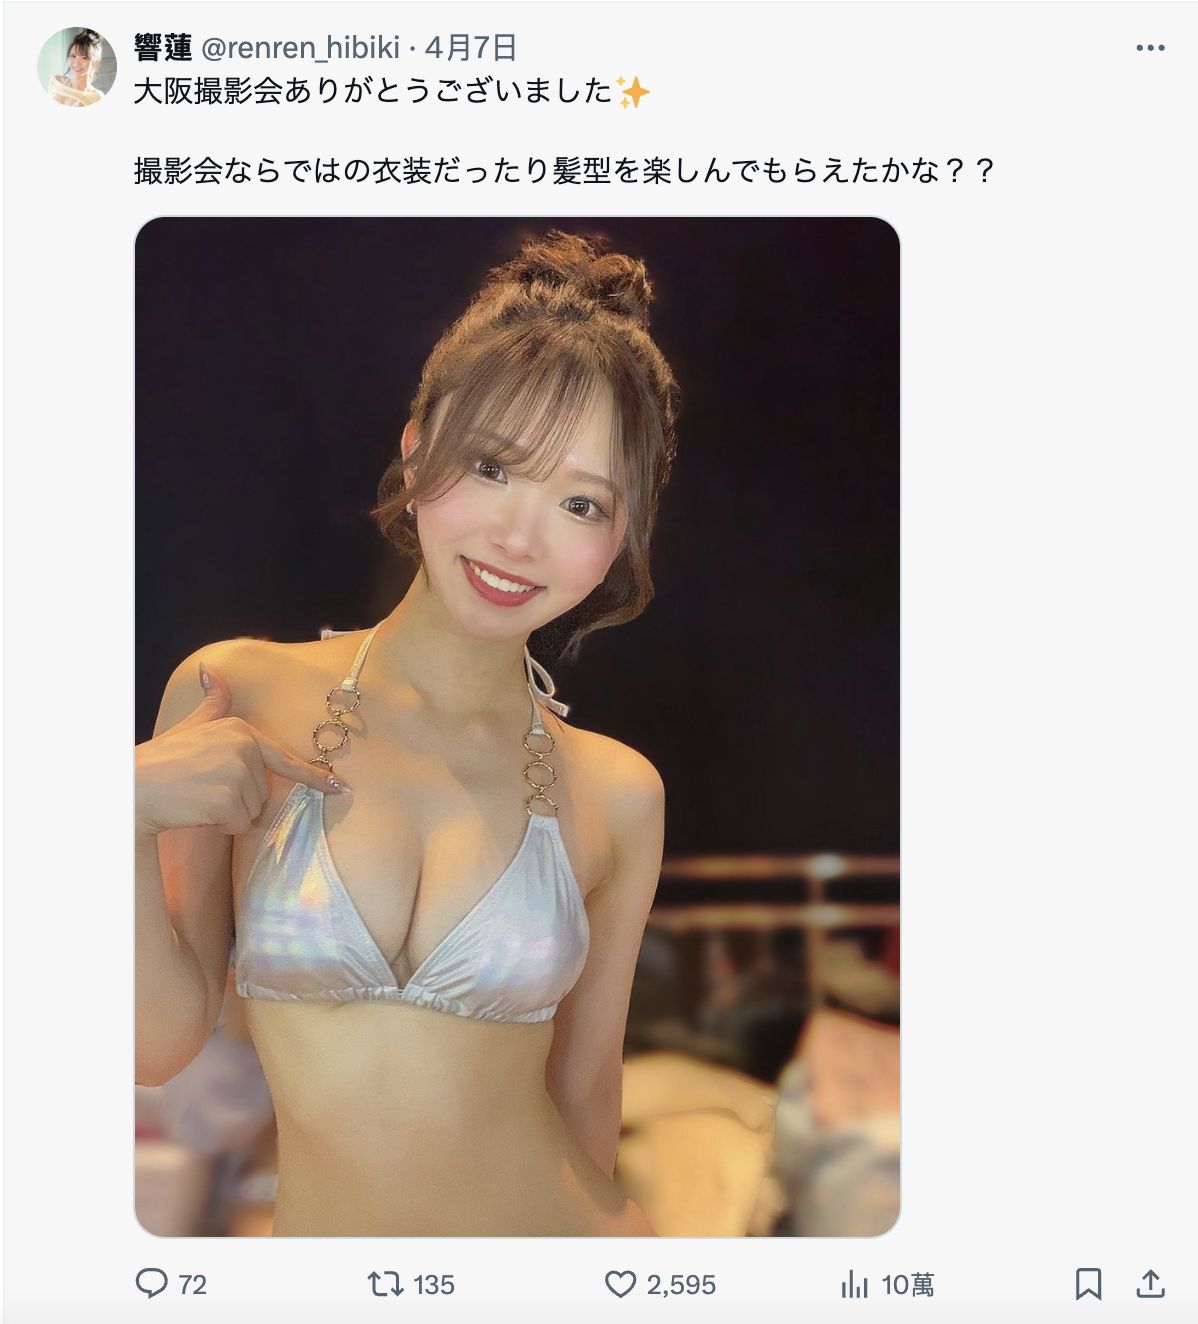 響蓮 @renren_hibiki · 4月7日
大阪撮影会ありがとうございました✨
撮影会ならではの衣装だったり髪型を楽しんでもらえたかな？？
72 135 2,595 10萬